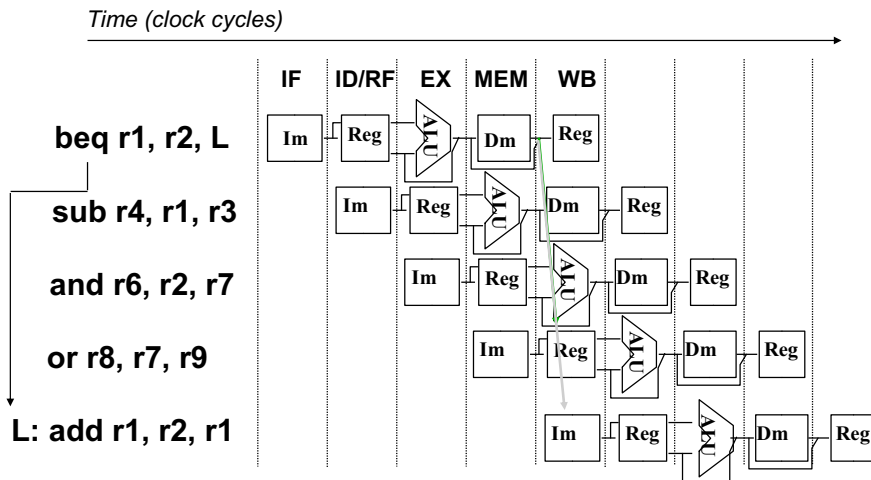 Time (clock cycles)
IF ID/RF EX MEM WB
beq r1, r2, L
Im Reg ALU Dm Reg
sub r4, r1, r3
Im Reg ALU Dm Reg
and r6, r2, r7
Im Reg ALU Dm Reg
or r8, r7, r9
Im Reg ALU Dm Reg
L: add r1, r2, r1
Im Reg ALU Dm Reg